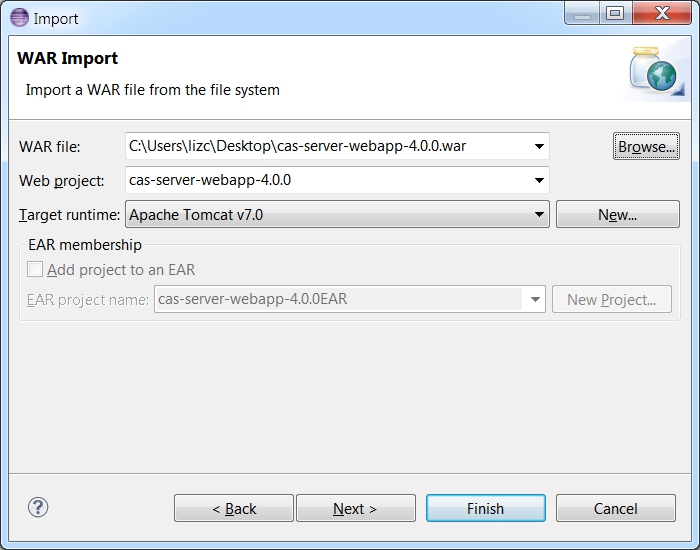 Import
WAR Import
Import a WAR file from the file system
WAR file: C:\Users\lizc\Desktop\cas-server-webapp-4.0.0.war Browse...
Web project: cas-server-webapp-4.0.0
Target runtime: Apache Tomcat v7.0 New...
EAR membership
Add project to an EAR
EAR project name: cas-server-webapp-4.0.0EAR New Project...
? < Back Next > Finish Cancel